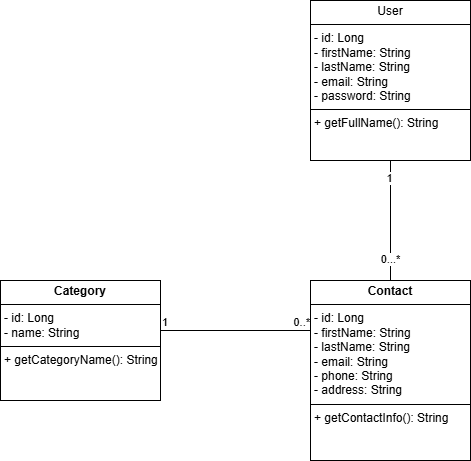 User
- id: Long
- firstName: String
- lastName: String
- email: String
- password: String
+ getFullName(): String
1
0...*
Category
- id: Long
- name: String
+ getCategoryName(): String
1
0..*
Contact
- id: Long
- firstName: String
- lastName: String
- email: String
- phone: String
- address: String
+ getContactInfo(): String